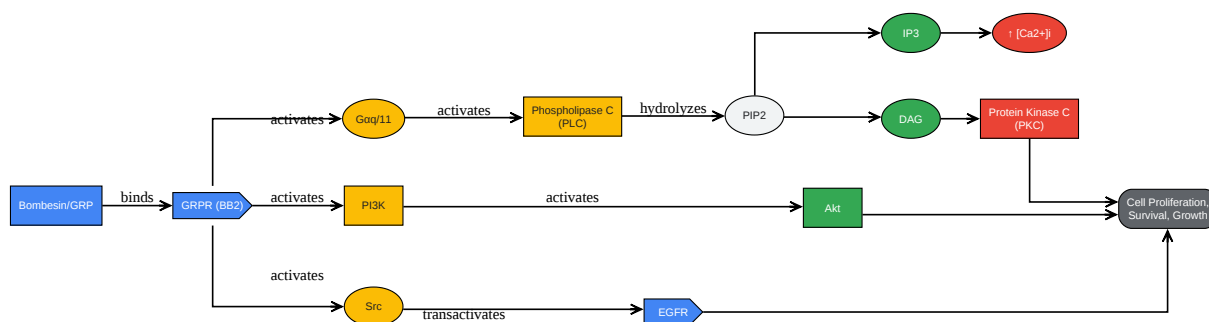 IP3
↑ [Ca2+]i
activates
Gαq/11
activates
Phospholipase C
(PLC)
hydrolyzes
PIP2
DAG
Protein Kinase C
(PKC)
Bombesin/GRP
binds
GRPR (BB2)
activates
PI3K
activates
Akt
Cell Proliferation,
Survival, Growth
activates
Src
transactivates
EGFR